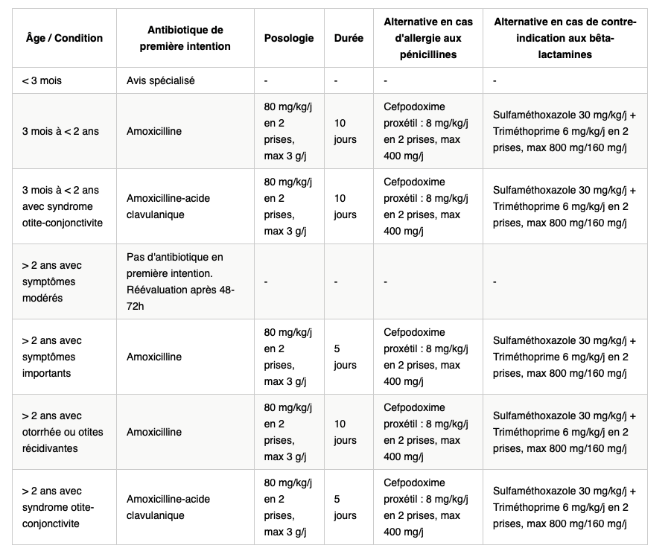 Âge / Condition
Antibiotique de
première intention
Posologie
Durée
Alternative en cas
d'allergie aux
pénicillines
Alternative en cas de contre-
indication aux bêta-
lactamines
< 3 mois
Avis spécialisé
-
-
-
-
3 mois à < 2 ans
Amoxicilline
80 mg/kg/j
en 2
prises,
max 3 g/j
10
jours
Cefpodoxime
proxétil : 8 mg/kg/j
en 2 prises, max
400 mg/j
Sulfaméthoxazole 30 mg/kg/j +
Triméthoprime 6 mg/kg/j en 2
prises, max 800 mg/160 mg/j
3 mois à < 2 ans
avec syndrome
otite-conjonctivite
Amoxicilline-acide
clavulanique
80 mg/kg/j
en 2
prises,
max 3 g/j
10
jours
Cefpodoxime
proxétil : 8 mg/kg/j
en 2 prises, max
400 mg/j
Sulfaméthoxazole 30 mg/kg/j +
Triméthoprime 6 mg/kg/j en 2
prises, max 800 mg/160 mg/j
> 2 ans avec
symptômes
modérés
Pas d'antibiotique en
première intention.
Réévaluation après 48-
72h
-
-
-
-
> 2 ans avec
symptômes
importants
Amoxicilline
80 mg/kg/j
en 2
prises,
max 3 g/j
5
jours
Cefpodoxime
proxétil : 8 mg/kg/j
en 2 prises, max
400 mg/j
Sulfaméthoxazole 30 mg/kg/j +
Triméthoprime 6 mg/kg/j en 2
prises, max 800 mg/160 mg/j
> 2 ans avec
otorrhée ou otites
récidivantes
Amoxicilline
80 mg/kg/j
en 2
prises,
max 3 g/j
10
jours
Cefpodoxime
proxétil : 8 mg/kg/j
en 2 prises, max
400 mg/j
Sulfaméthoxazole 30 mg/kg/j +
Triméthoprime 6 mg/kg/j en 2
prises, max 800 mg/160 mg/j
> 2 ans avec
syndrome otite-
conjonctivite
Amoxicilline-acide
clavulanique
80 mg/kg/j
en 2
prises,
max 3 g/j
5
jours
Cefpodoxime
proxétil : 8 mg/kg/j
en 2 prises, max
400 mg/j
Sulfaméthoxazole 30 mg/kg/j +
Triméthoprime 6 mg/kg/j en 2
prises, max 800 mg/160 mg/j